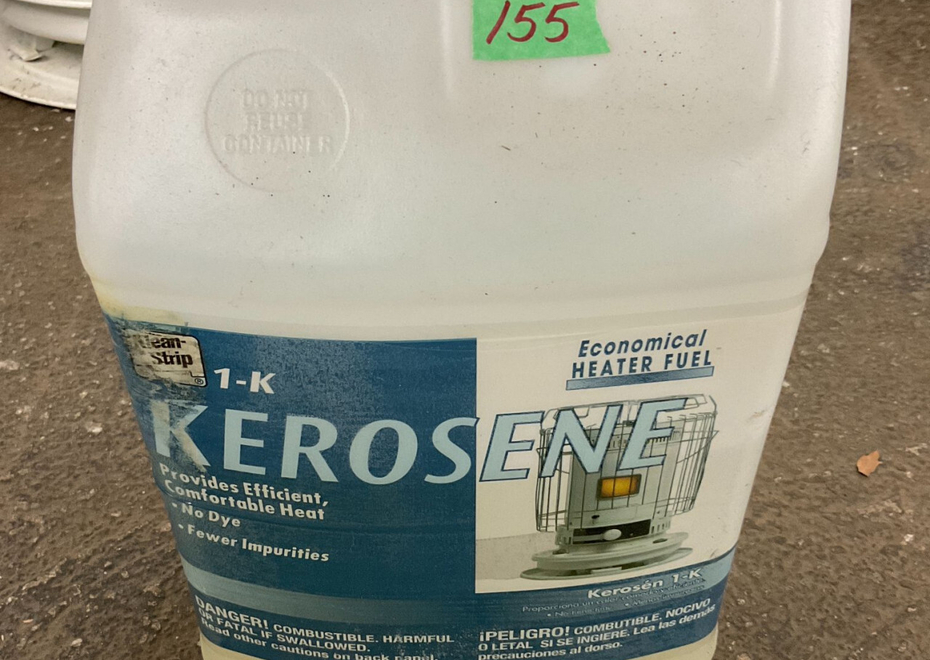 155
DO NOT
REUSE
CONTAINER
Klean-
Strip
®
1-K
KEROSENE
Economical
HEATER FUEL
Provides Efficient,
Comfortable Heat
• No Dye
• Fewer Impurities
Kerosén 1-K
DANGER! COMBUSTIBLE. HARMFUL
OR FATAL IF SWALLOWED.
Read other cautions on back panel.
¡PELIGRO! COMBUTIBLE. NOCIVO
O LETAL SI SE INGIERE. Lea las demás
precauciones al dorso.